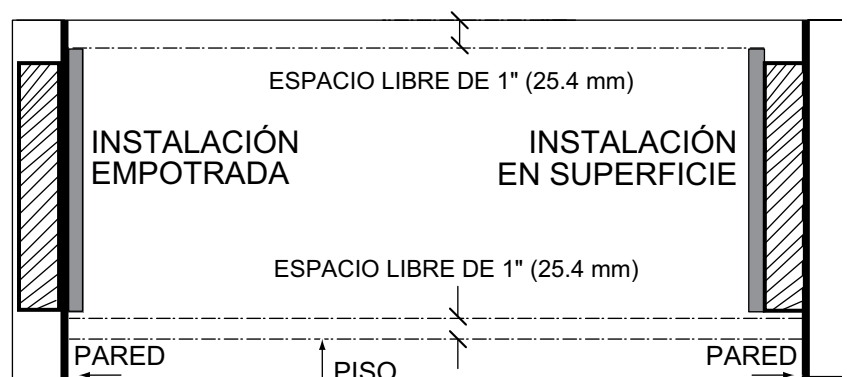 ESPACIO LIBRE DE 1" (25.4 mm)
INSTALACIÓN
EMPOTRADA
INSTALACIÓN
EN SUPERFICIE
ESPACIO LIBRE DE 1" (25.4 mm)
PARED
PISO
PARED